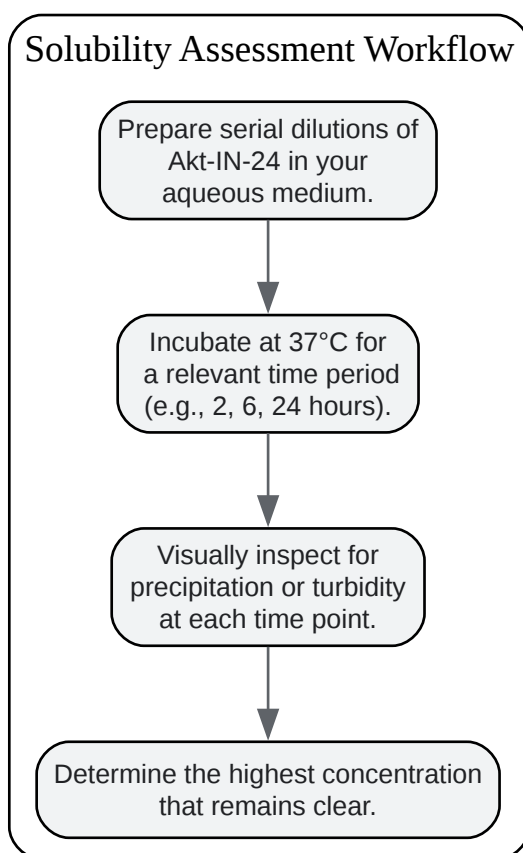 Solubility Assessment Workflow
Prepare serial dilutions of
Akt-IN-24 in your
aqueous medium.
Incubate at 37°C for
a relevant time period
(e.g., 2, 6, 24 hours).
Visually inspect for
precipitation or turbidity
at each time point.
Determine the highest concentration
that remains clear.